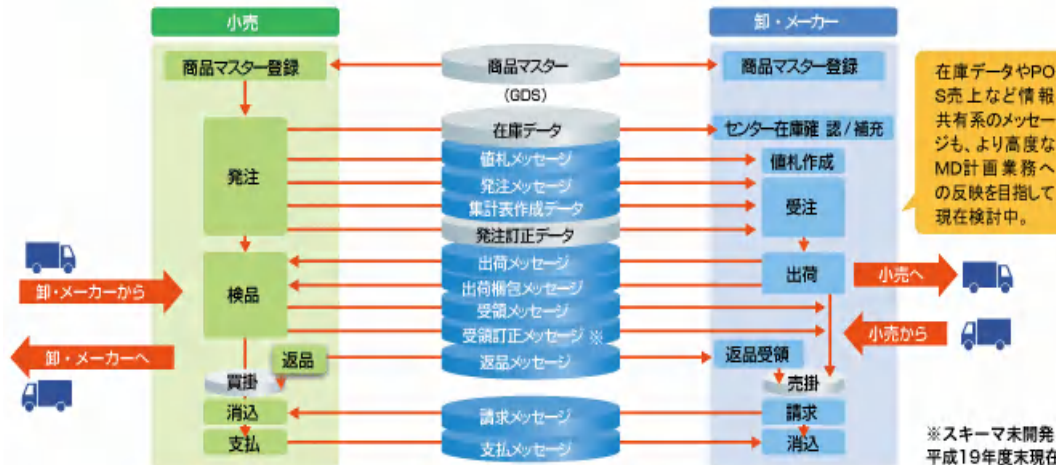 小売
卸・メーカー
商品マスター登録
商品マスター
(GDS)
商品マスター登録
在庫データやPO
S売上など情報
共有系のメッセー
ジも、より高度な
MD計画業務へ
の反映を目指して
現在検討中。
発注
在庫データ
値札メッセージ
発注メッセージ
集計表作成データ
発注訂正データ
センター在庫確 認/補充
値札作成
受注
卸・メーカーから
検品
出荷メッセージ
出荷梱包メッセージ
受領メッセージ
受領訂正メッセージ※
出荷
小売へ
小売から
卸・メーカーへ
返品
返品メッセージ
返品受領
買掛
売掛
消込
請求メッセージ
請求
支払
支払メッセージ
消込
※スキーマ未開発
平成19年度末現在